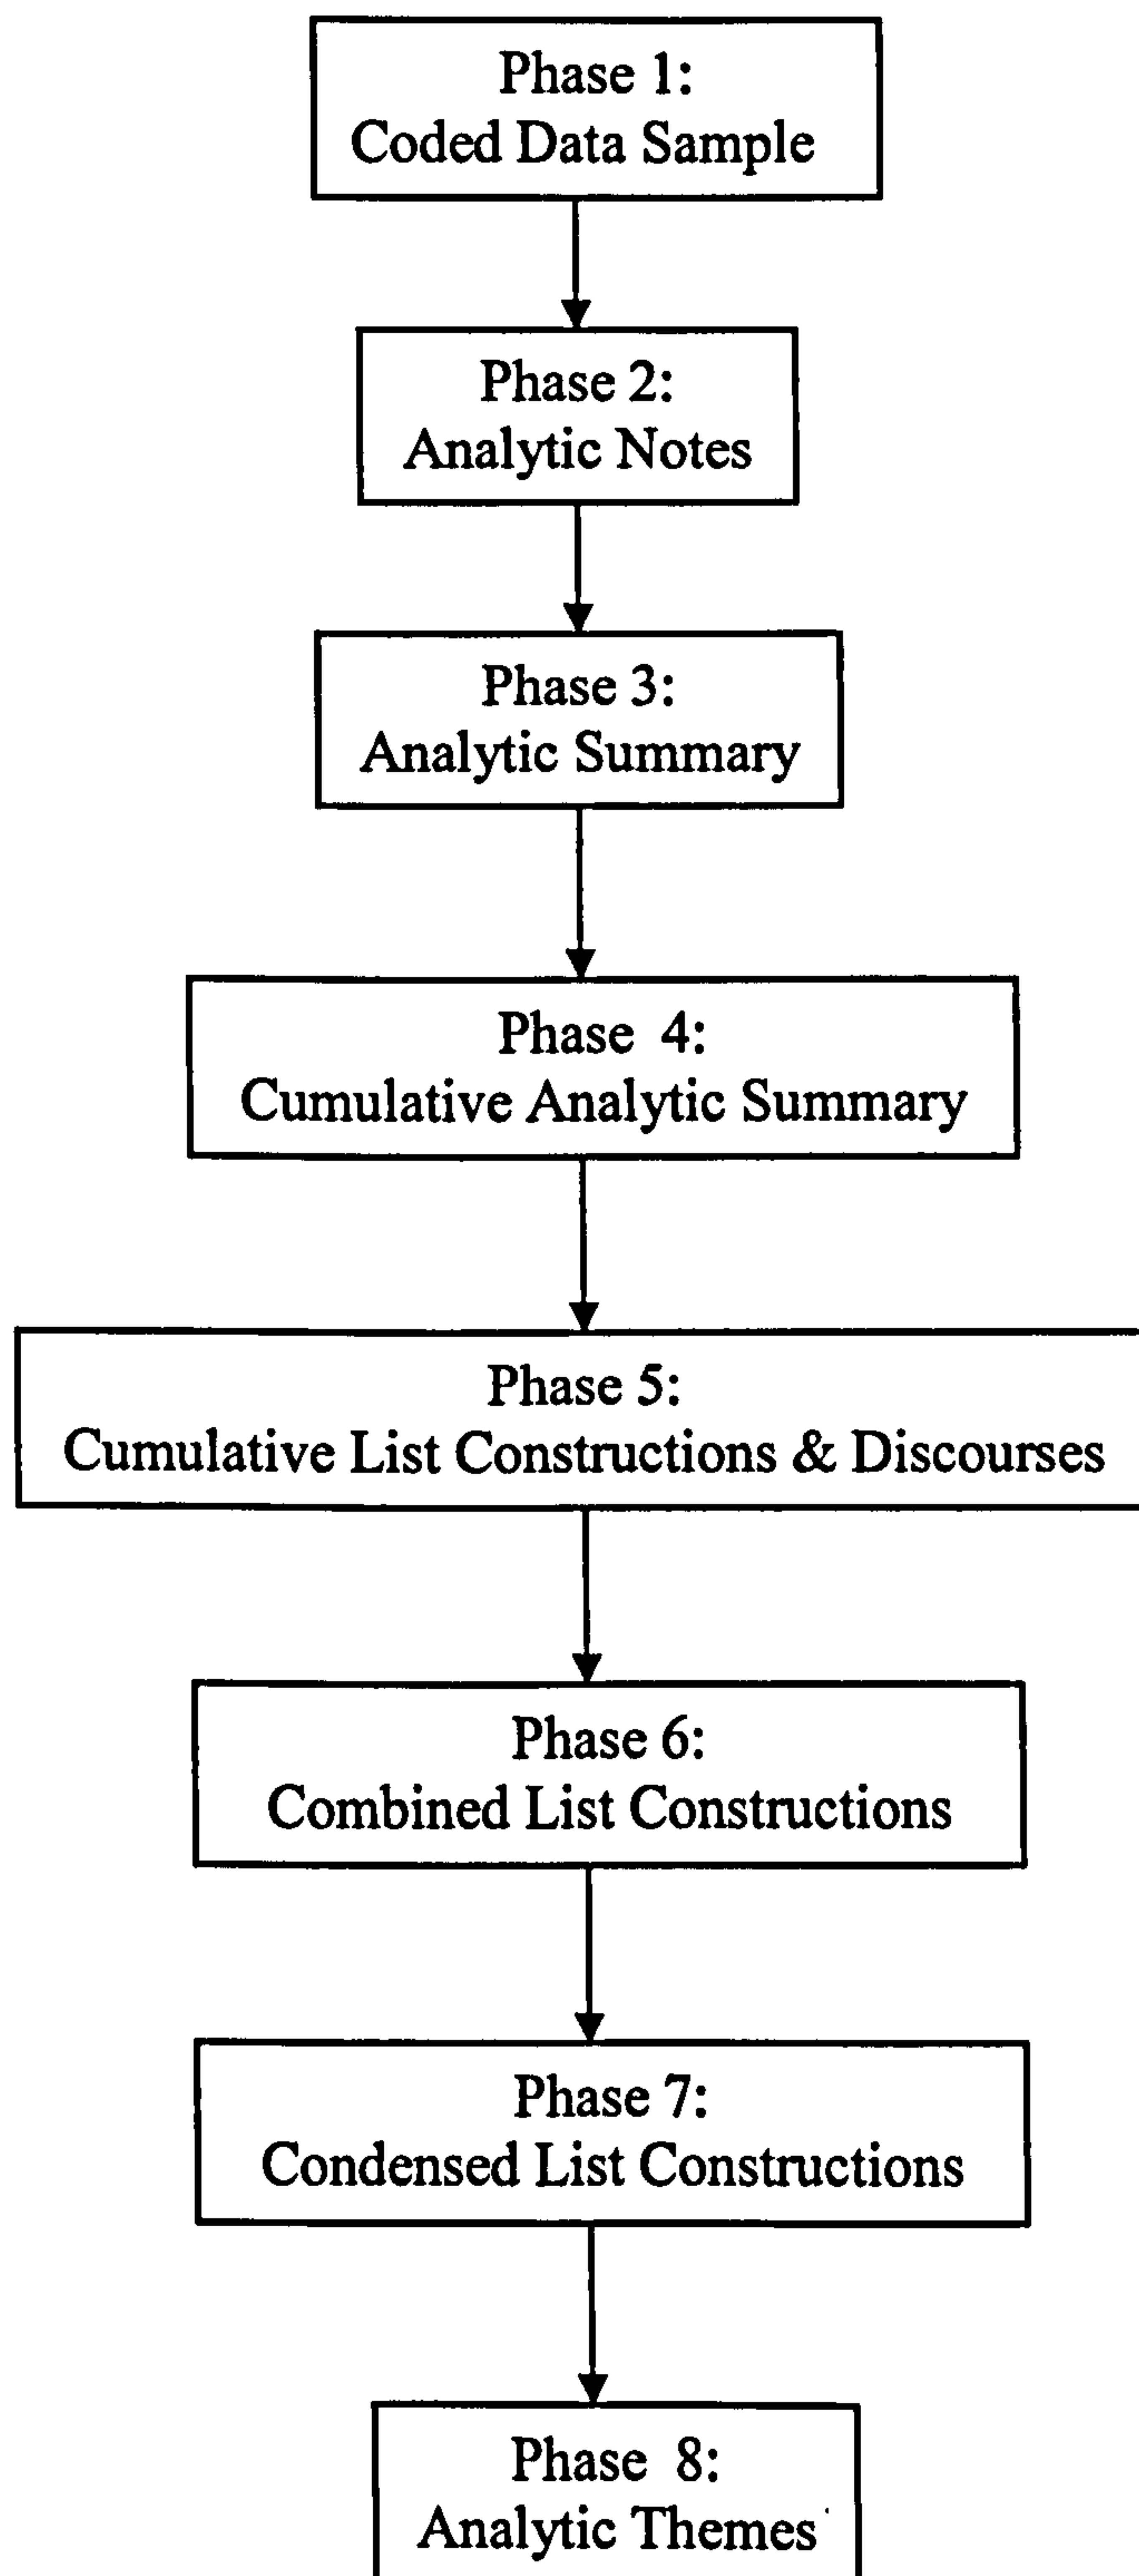 Phase 1:
Coded Data Sample
Phase 2:
Analytic Notes
Phase 3:
Analytic Summary
Phase 4:
Cumulative Analytic Summary
Phase 5:
Cumulative List Constructions & Discourses
Phase 6:
Combined List Constructions
Phase 7:
Condensed List Constructions
Phase 8:
Analytic Themes